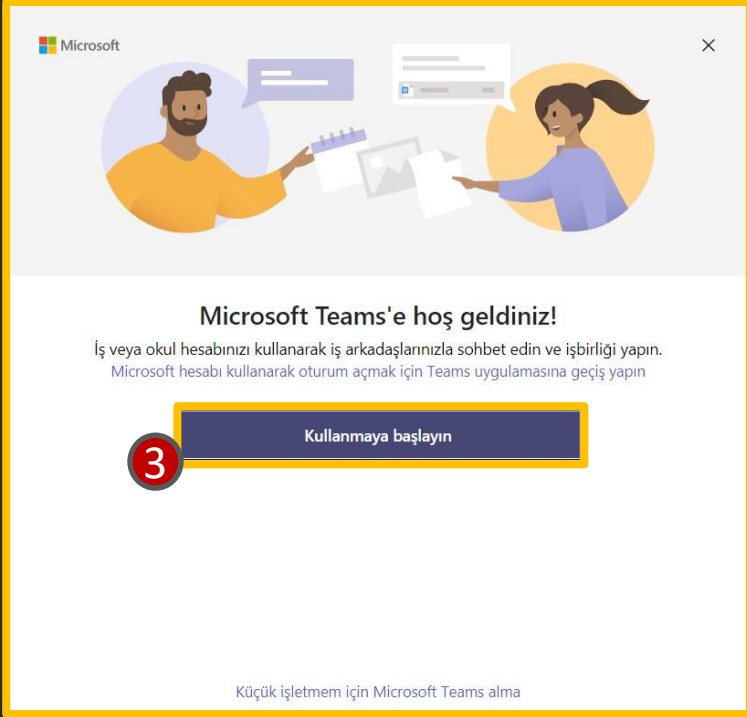 Microsoft
Microsoft Teams'e hoş geldiniz!
İş veya okul hesabınızı kullanarak iş arkadaşlarınızla sohbet edin ve işbirliği yapın.
Microsoft hesabı kullanarak oturum açmak için Teams uygulamasına geçiş yapın
Kullanmaya başlayın
3
Küçük işletmem için Microsoft Teams alma